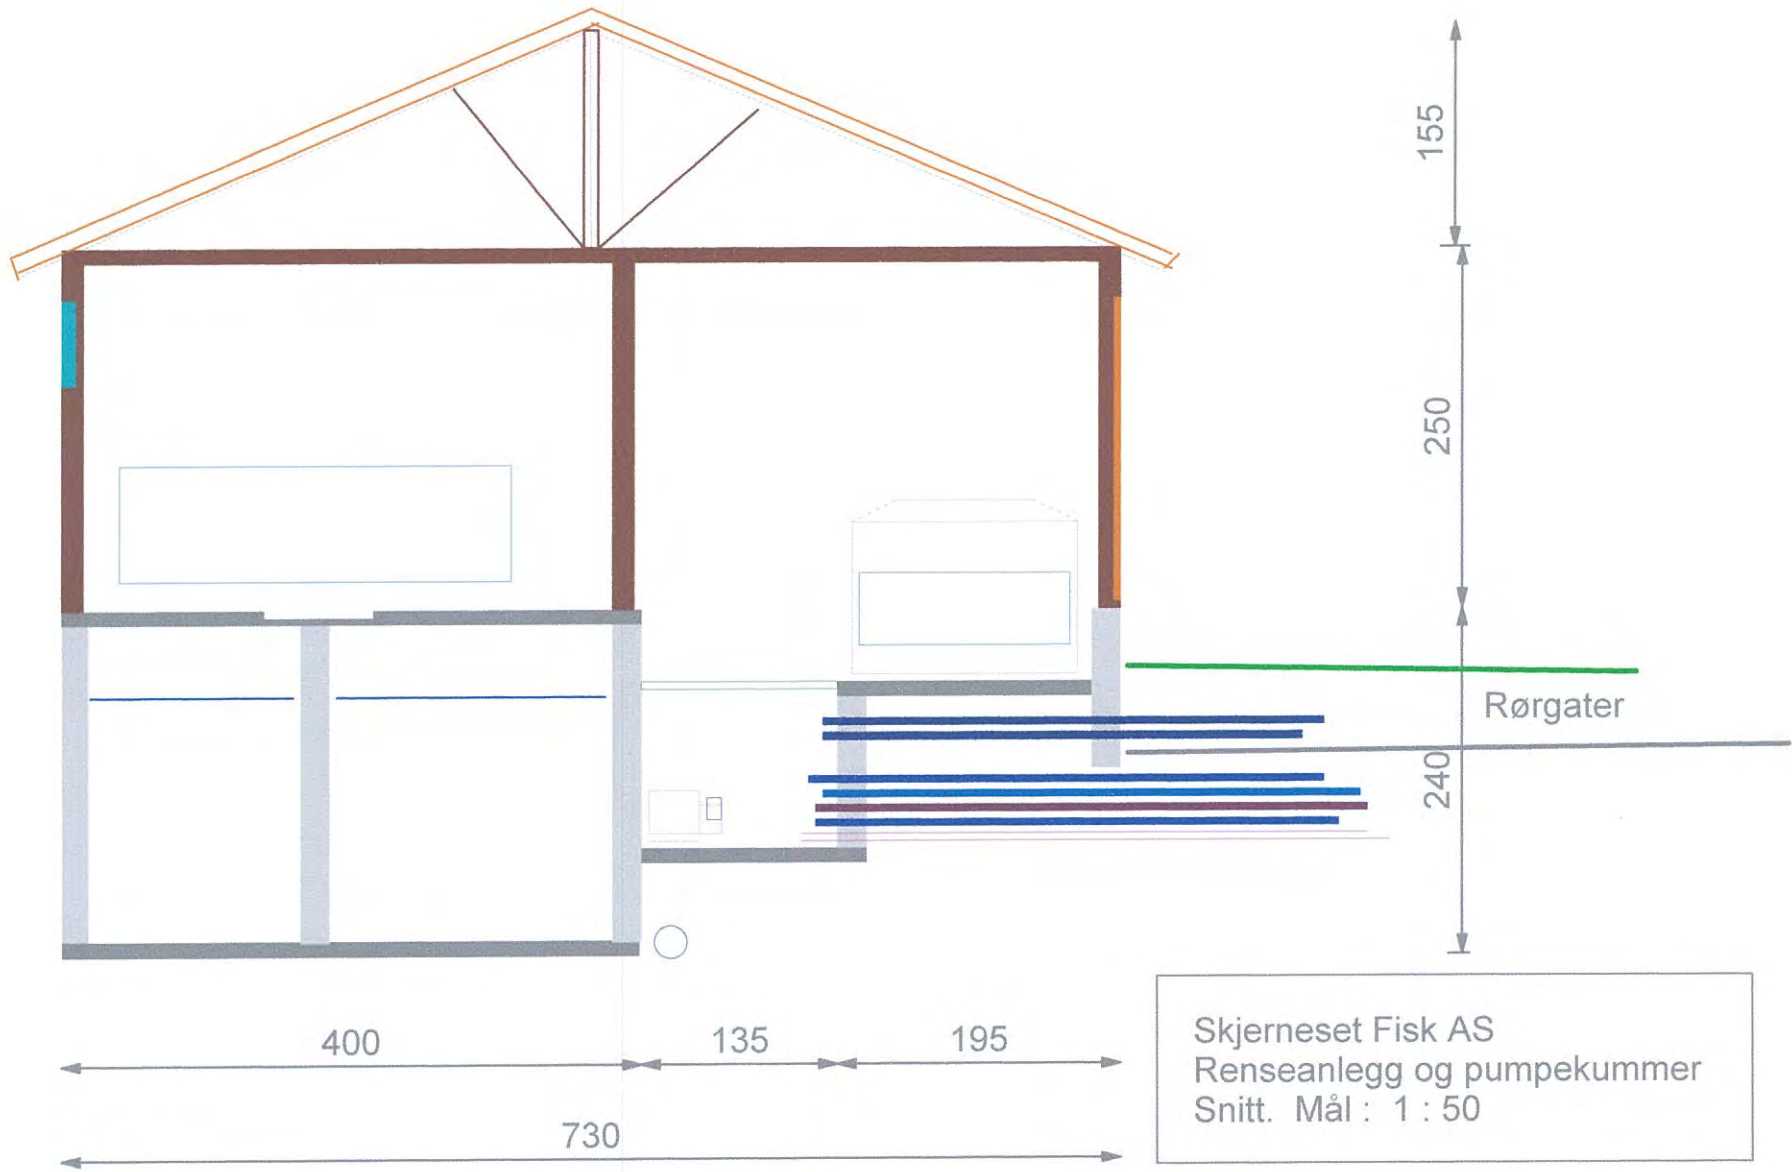 155
250
Rørgater
240
400
135
195
730
Skjerneset Fisk AS
Renseanlegg og pumpekummer
Snitt. Mål : 1 : 50